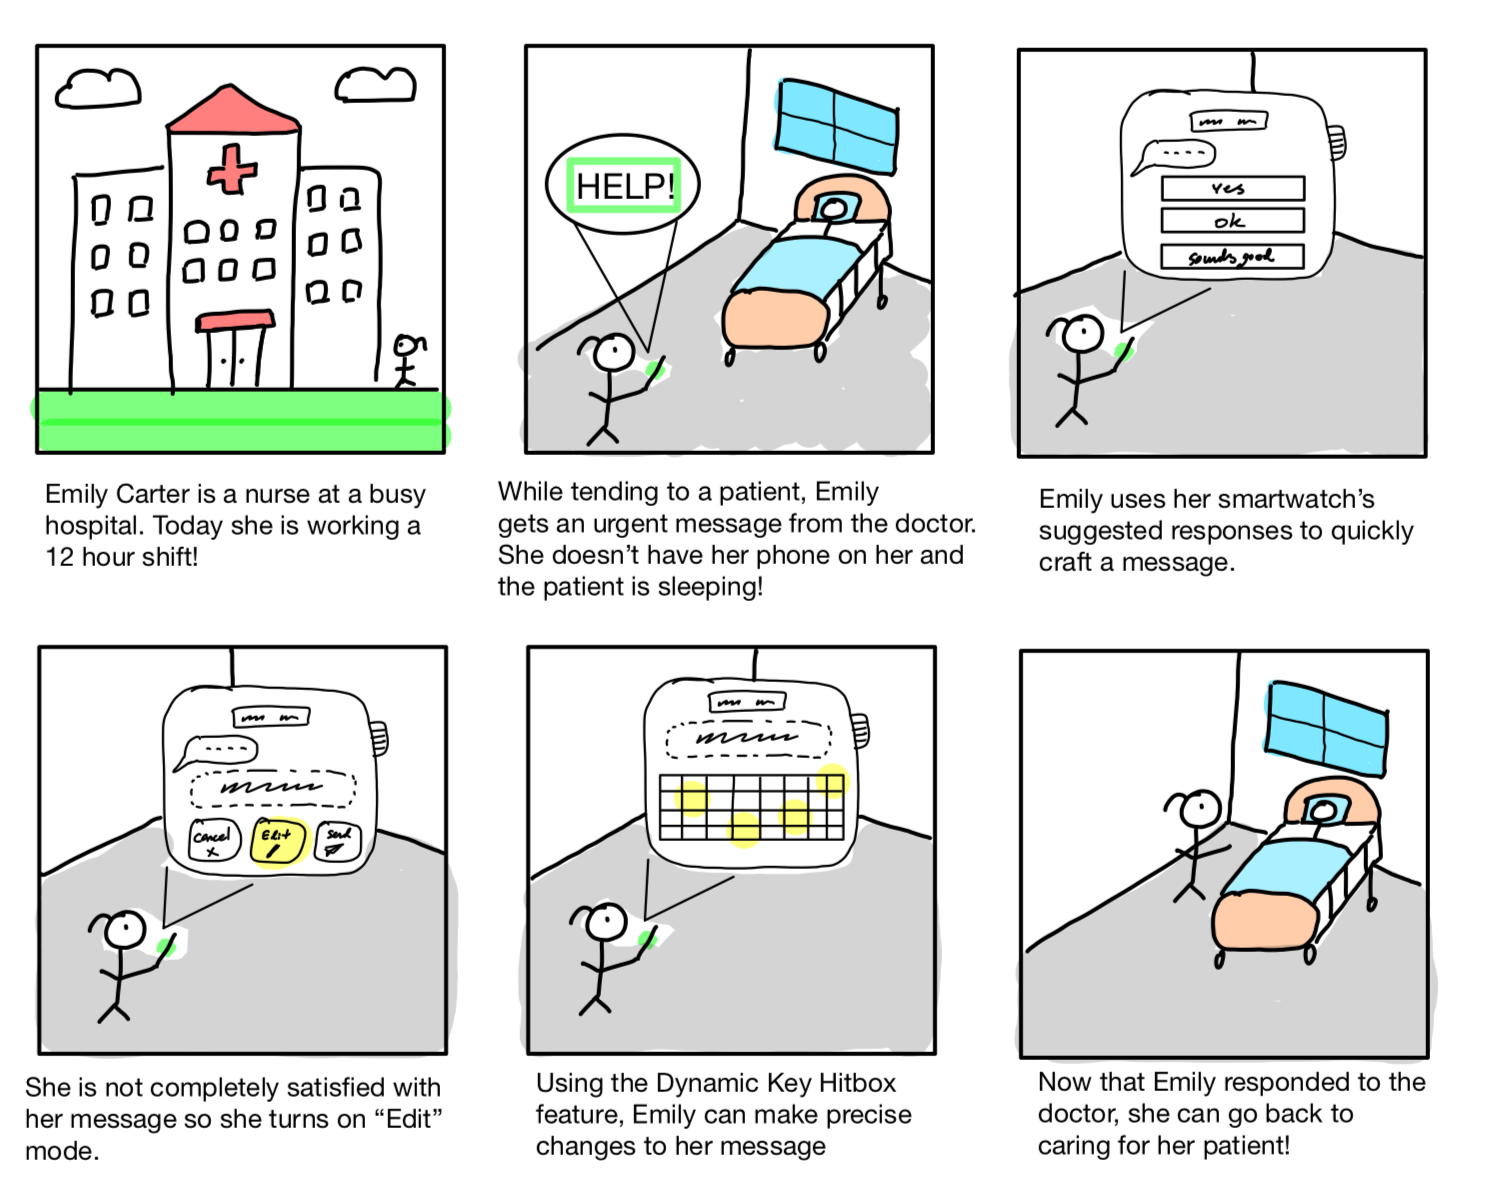 Emily Carter is a nurse at a busy
hospital. Today she is working a
12 hour shift!
HELP!
While tending to a patient, Emily
gets an urgent message from the doctor.
She doesn't have her phone on her and
the patient is sleeping!
Yes
ok
sounds good
Emily uses her smartwatch's
suggested responses to quickly
craft a message.
Cancel
x
Edit
Send
She is not completely satisfied with
her message so she turns on “Edit”
mode.
Using the Dynamic Key Hitbox
feature, Emily can make precise
changes to her message
Now that Emily responded to the
doctor, she can go back to
caring for her patient!